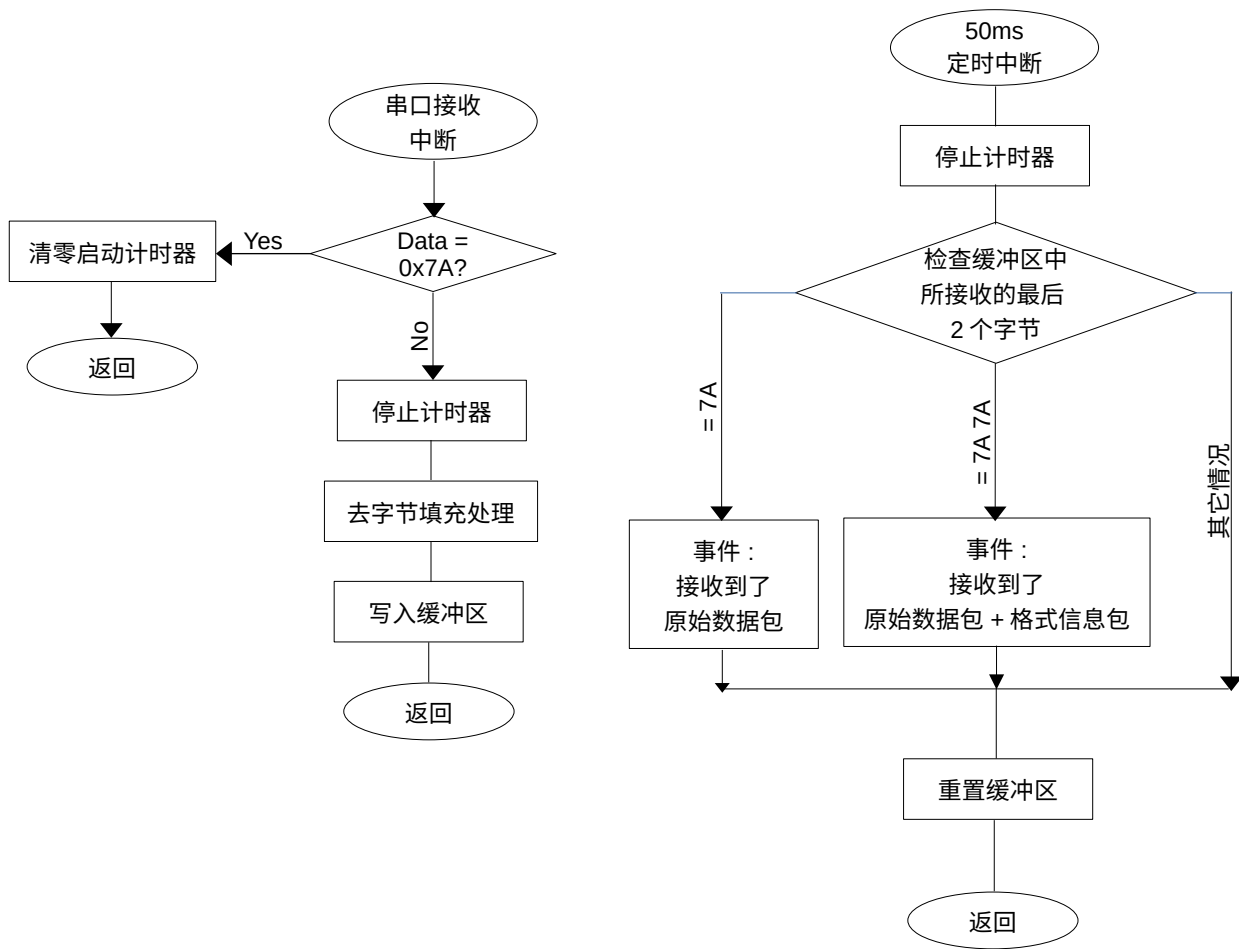 串口接收
中断
Data =
0x7A?
Yes
清零启动计时器
返回
No
停止计时器
去字节填充处理
写入缓冲区
返回
50ms
定时中断
停止计时器
检查缓冲区中
所接收的最后
2 个字节
= 7A
= 7A 7A
其它情况
事件 :
接收到了
原始数据包
事件 :
接收到了
原始数据包 + 格式信息包
重置缓冲区
返回